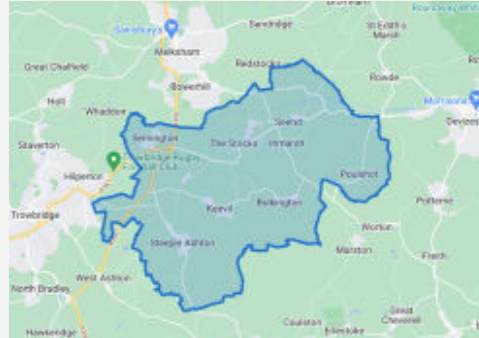 Sandridge
Sainsbury's
St Edith's
Marsh
Melksham
Great Chalfield
Redstocks
Rowde
Bowerhill
Holt
Whaddon
Seend
Devizes
Semington
The Stocks
Inmarsh
Staverton
Hilperton
Poulshot
Trowbridge
Keevil
Bulkington
Potterne
Worton
Steeple Ashton
Marston
West Ashton
North Bradley
Great
Cheverell
Coulston
Erlestoke
Hawkeridge